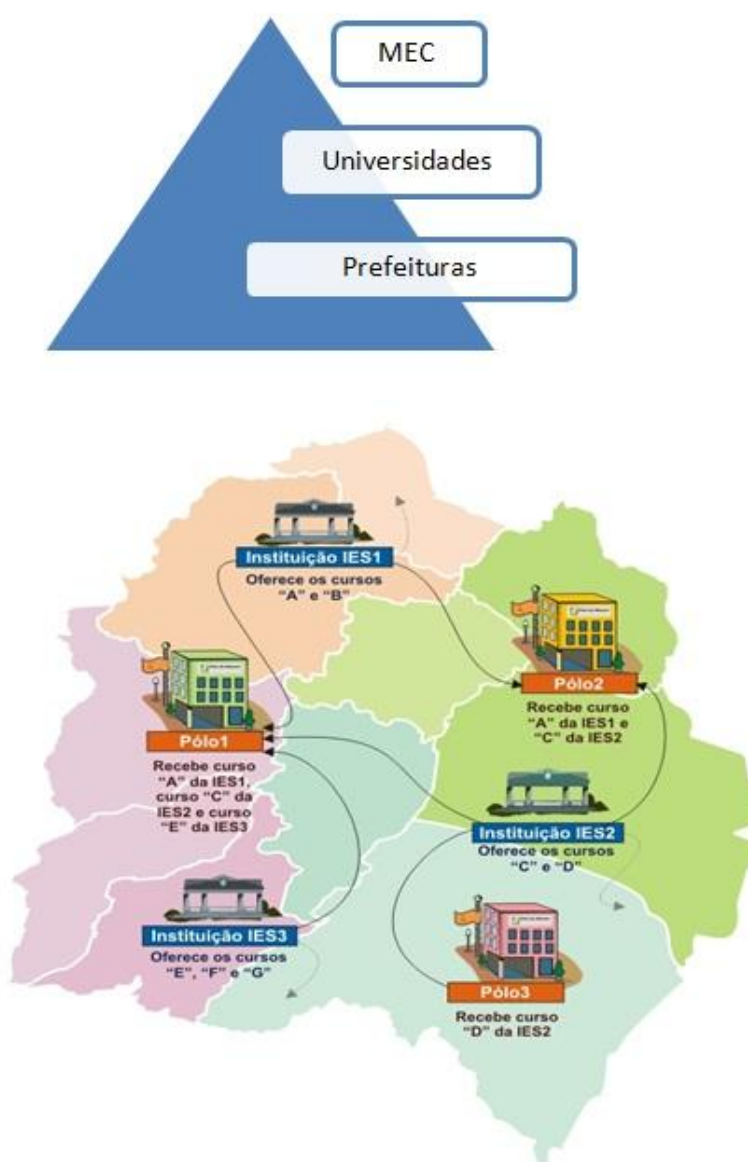 MEC
Universidades
Prefeituras
Instituição IES1
Oferece os cursos
“A” e “B”
Pólo2
Recebe curso
“A” da IES1 e
“C” da IES2
Pólo1
Recebe curso
“A” da IES1,
curso “C” da
IES2 e curso
“E” da IES3
Instituição IES2
Oferece os cursos
“C” e “D”
Instituição IES3
Oferece os cursos
“E”, “F” e “G”
Pólo3
Recebe curso
“D” da IES2